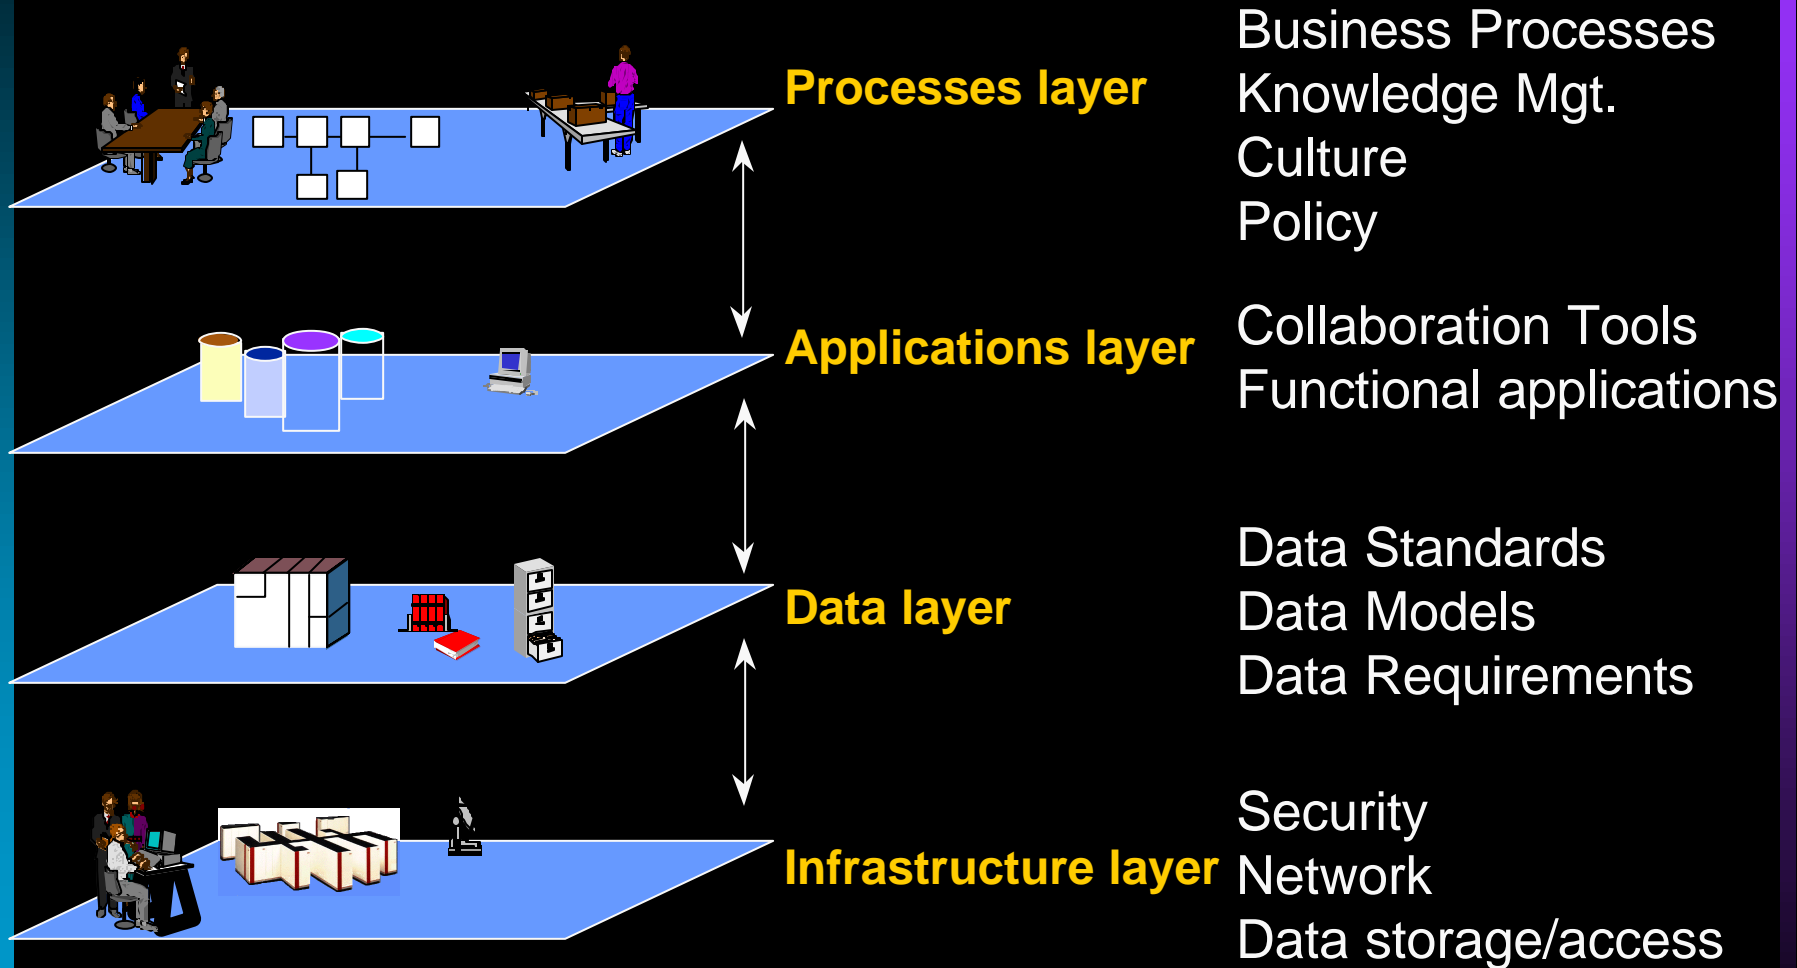 Processes layer
Business Processes
Knowledge Mgt.
Culture
Policy
Applications layer
Collaboration Tools
Functional applications
Data layer
Data Standards
Data Models
Data Requirements
Infrastructure layer
Security
Network
Data storage/access